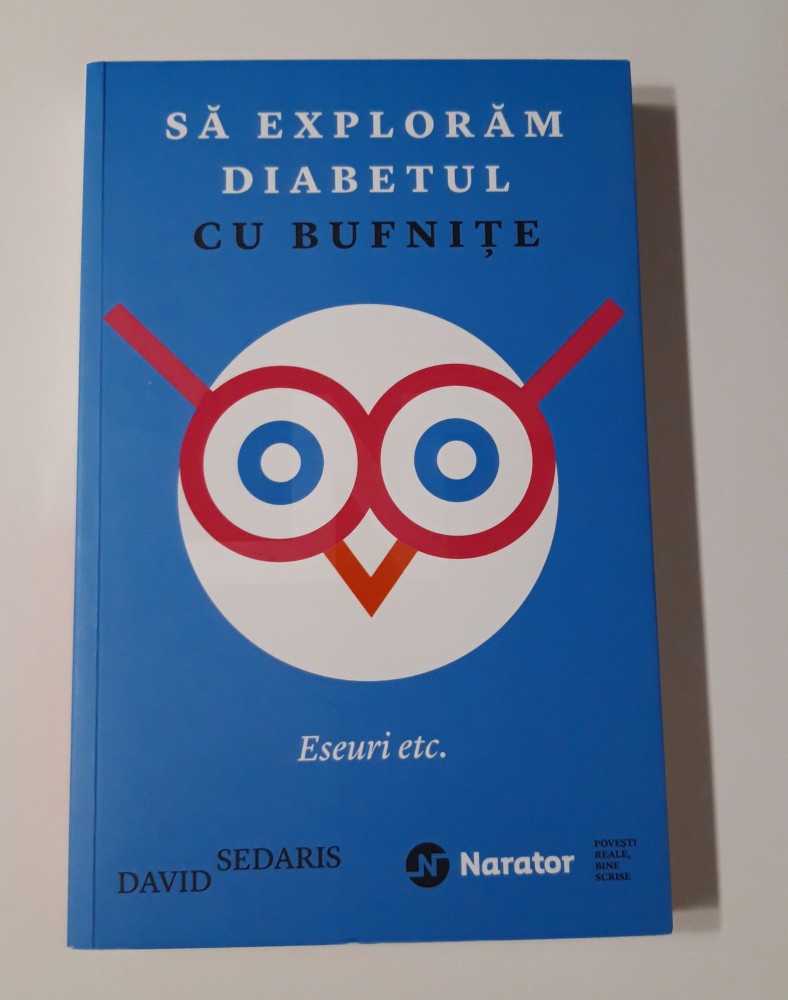 SĂ EXPLORĂM
DIABETUL
CU BUFNIȚE
Eseuri etc.
DAVID SEDARIS
N Narator
POVEȘTI
REALE,
BINE
SCRISE